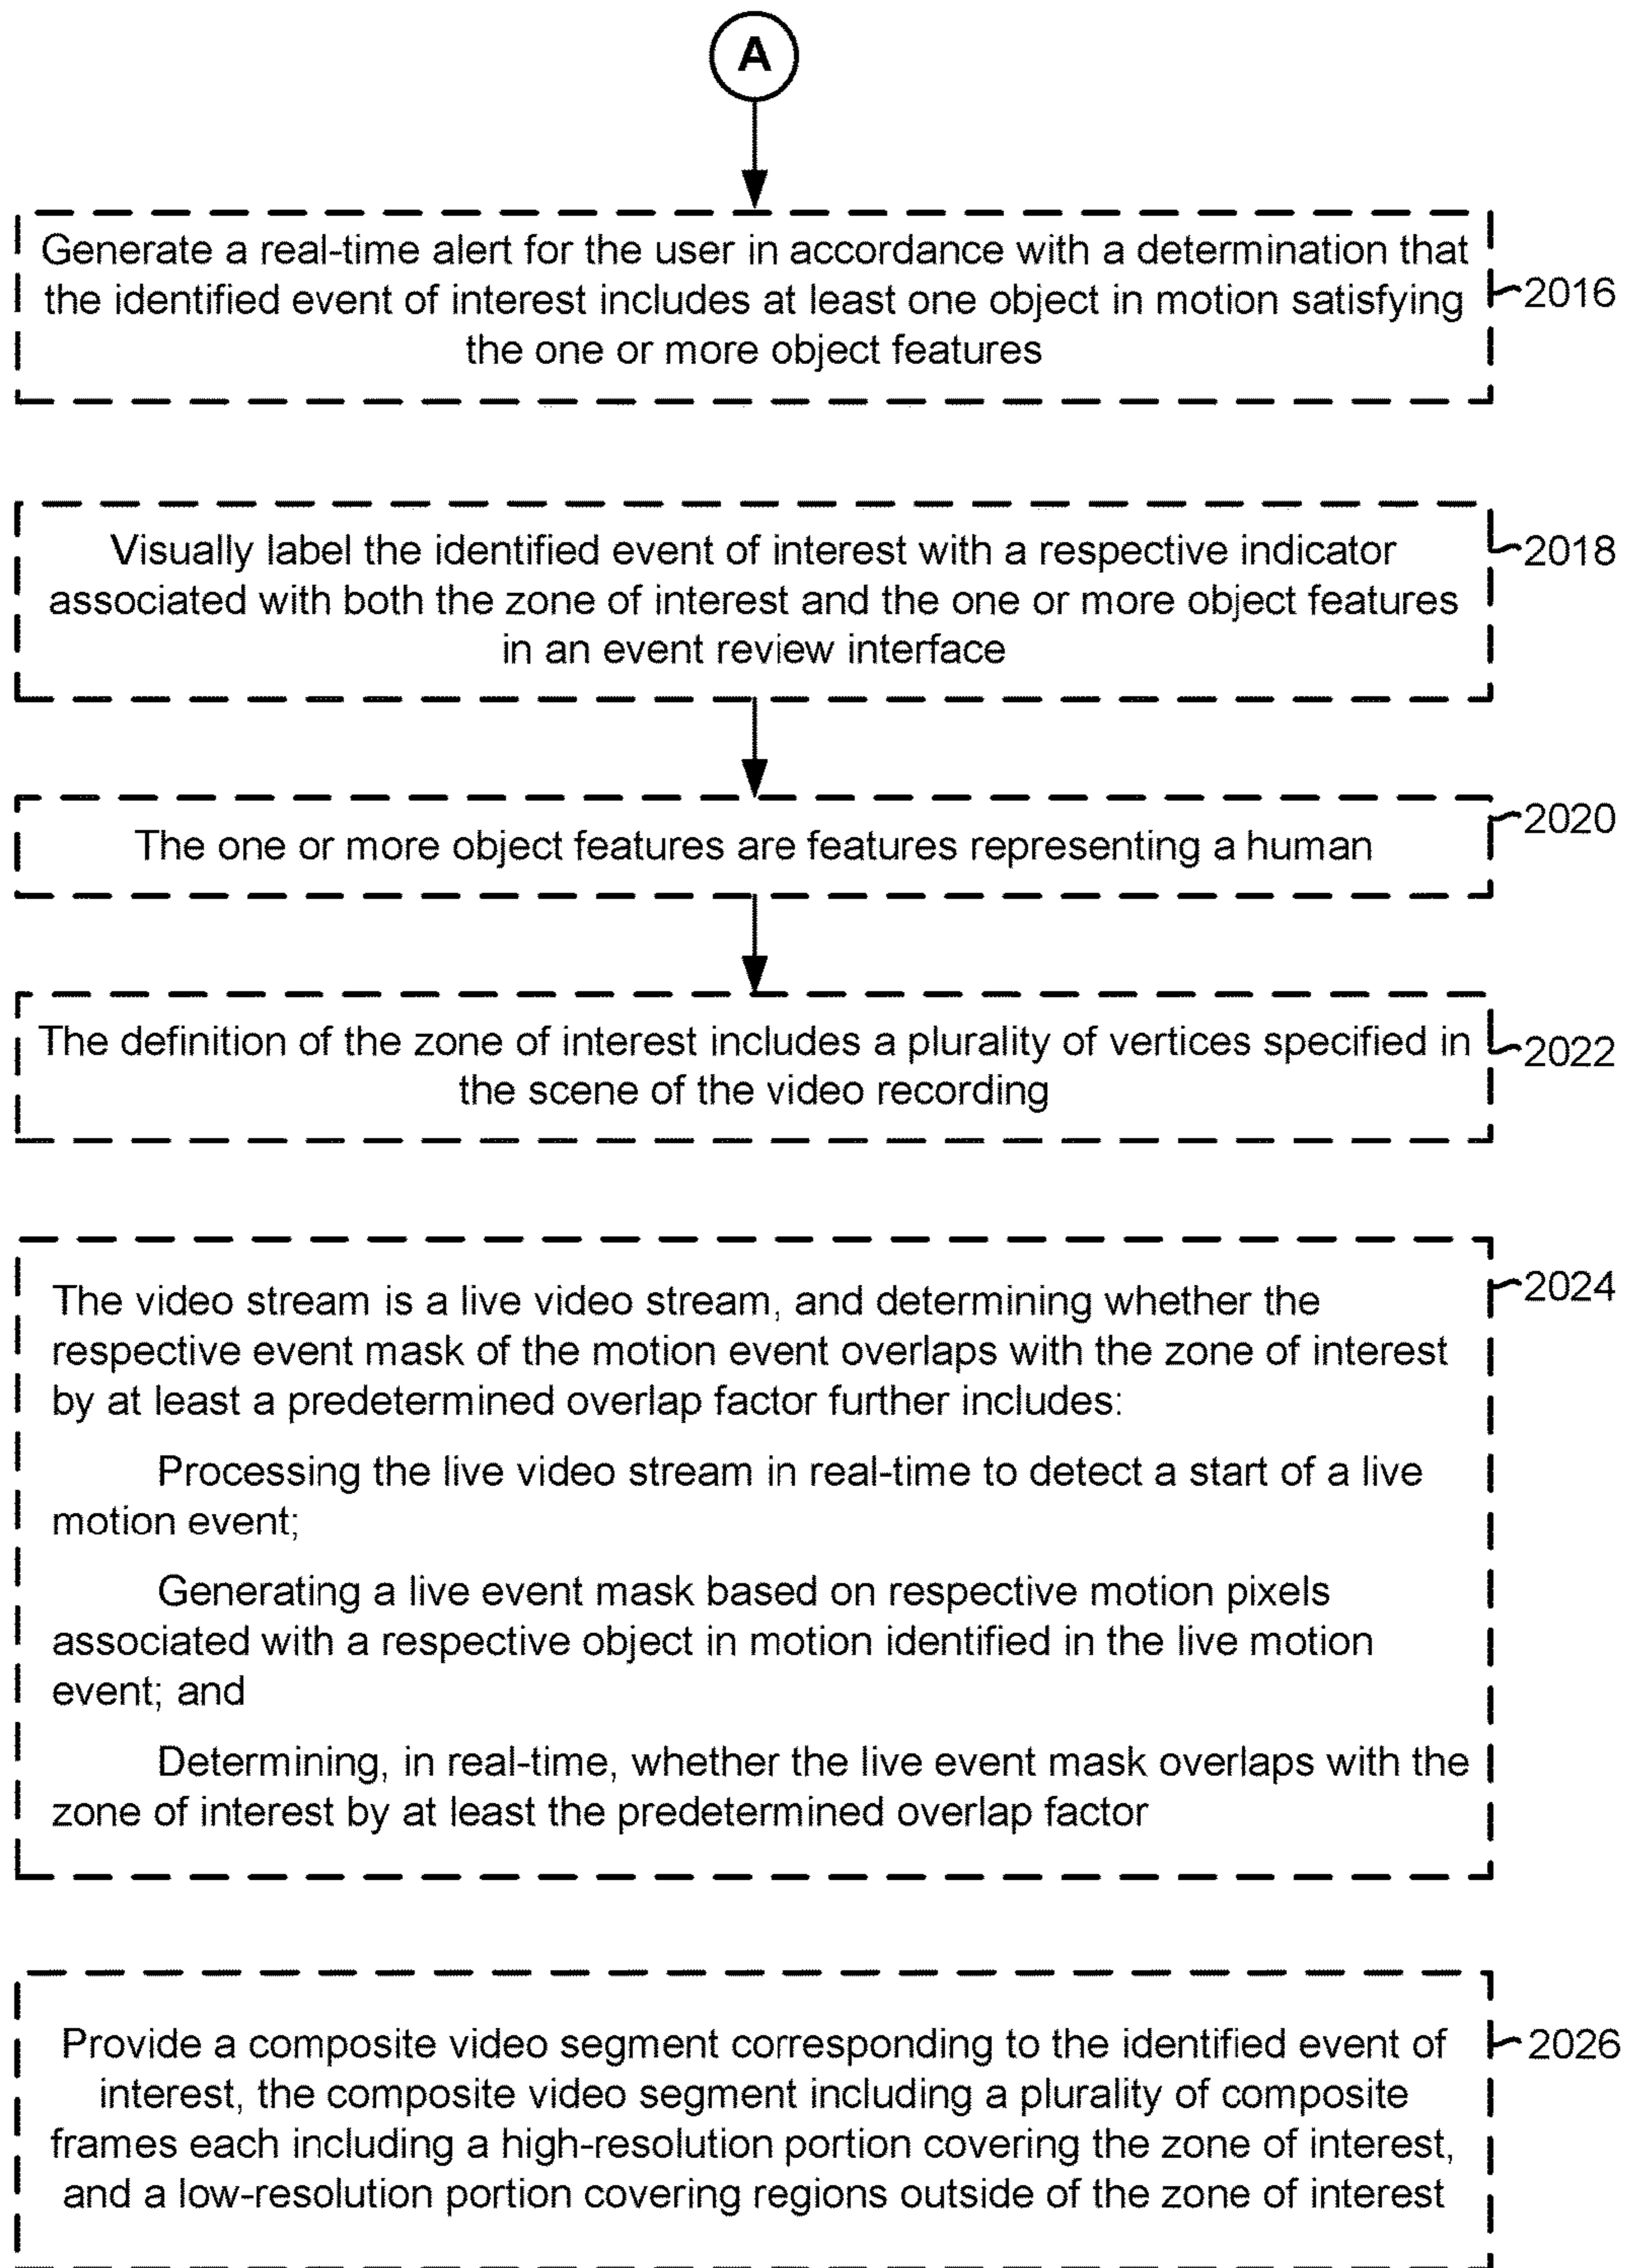 A
Generate a real-time alert for the user in accordance with a determination that
the identified event of interest includes at least one object in motion satisfying
the one or more object features
2016
Visually label the identified event of interest with a respective indicator
associated with both the zone of interest and the one or more object features
in an event review interface
2018
The one or more object features are features representing a human
2020
The definition of the zone of interest includes a plurality of vertices specified in
the scene of the video recording
2022
The video stream is a live video stream, and determining whether the
respective event mask of the motion event overlaps with the zone of interest
by at least a predetermined overlap factor further includes:
Processing the live video stream in real-time to detect a start of a live
motion event;
Generating a live event mask based on respective motion pixels
associated with a respective object in motion identified in the live motion
event; and
Determining, in real-time, whether the live event mask overlaps with the
zone of interest by at least the predetermined overlap factor
2024
Provide a composite video segment corresponding to the identified event of
interest, the composite video segment including a plurality of composite
frames each including a high-resolution portion covering the zone of interest,
and a low-resolution portion covering regions outside of the zone of interest
2026